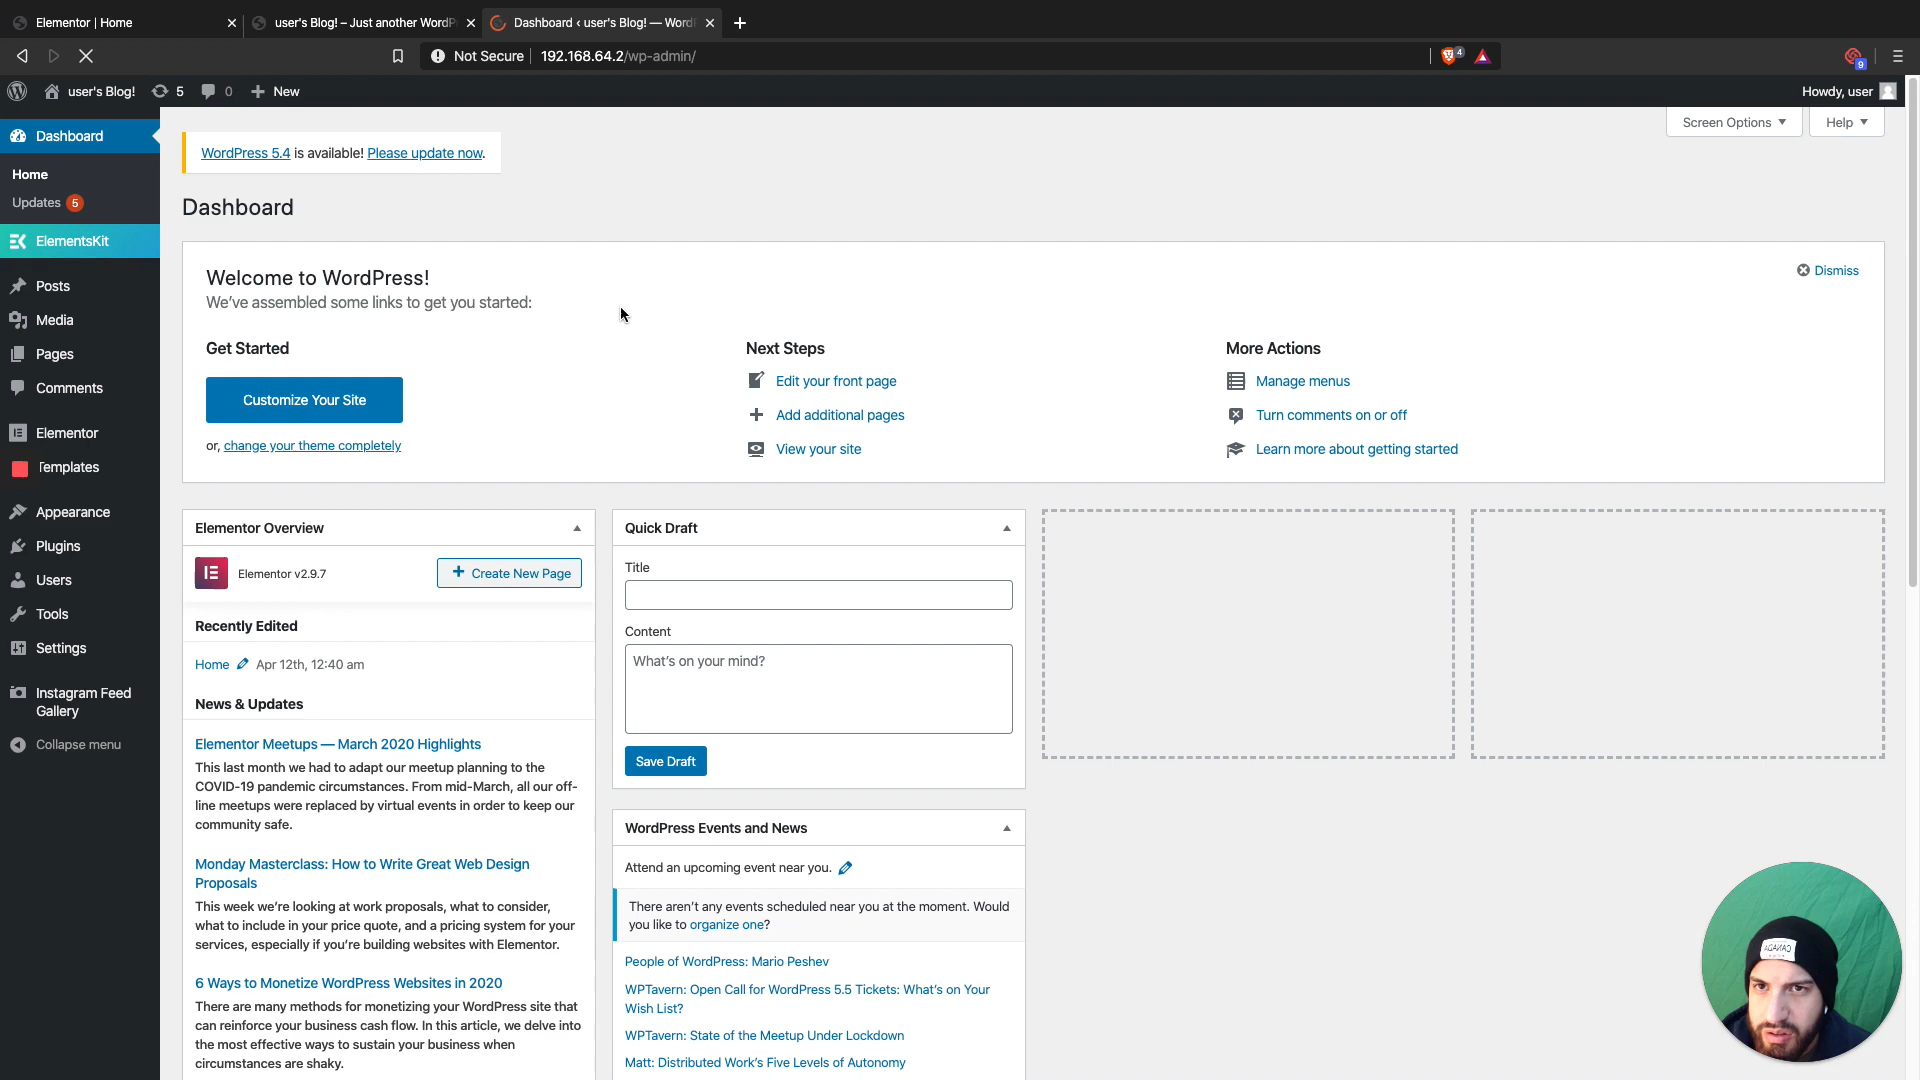 Elementor | Home
user's Blog! – Just another WordP
Dashboard ‹ user's Blog! — Word
Not Secure
192.168.64.2/wp-admin/
4
9
user's Blog!
5
0
New
Howdy, user
Dashboard
Home
Updates 5
ElementsKit
Posts
Media
Pages
Comments
Elementor
Templates
Appearance
Plugins
Users
Tools
Settings
Instagram Feed
Gallery
Collapse menu
Screen Options
Help
WordPress 5.4 is available! Please update now.
Dashboard
Welcome to WordPress!
We've assembled some links to get you started:
Dismiss
Get Started
Customize Your Site
or, change your theme completely
Next Steps
Edit your front page
Add additional pages
View your site
More Actions
Manage menus
Turn comments on or off
Learn more about getting started
Elementor Overview
Elementor v2.9.7
Create New Page
Recently Edited
Home Apr 12th, 12:40 am
News & Updates
Elementor Meetups — March 2020 Highlights
This last month we had to adapt our meetup planning to the
COVID-19 pandemic circumstances. From mid-March, all our off-
line meetups were replaced by virtual events in order to keep our
community safe.
Monday Masterclass: How to Write Great Web Design
Proposals
This week we're looking at work proposals, what to consider,
what to include in your price quote, and a pricing system for your
services, especially if you're building websites with Elementor.
6 Ways to Monetize WordPress Websites in 2020
There are many methods for monetizing your WordPress site that
can reinforce your business cash flow. In this article, we delve into
the most effective ways to sustain your business when
circumstances are shaky.
Quick Draft
Title
Content
What's on your mind?
Save Draft
WordPress Events and News
Attend an upcoming event near you.
There aren't any events scheduled near you at the moment. Would
you like to organize one?
People of WordPress: Mario Peshev
WPTavern: Open Call for WordPress 5.5 Tickets: What's on Your
Wish List?
WPTavern: State of the Meetup Under Lockdown
Matt: Distributed Work's Five Levels of Autonomy
CANADA